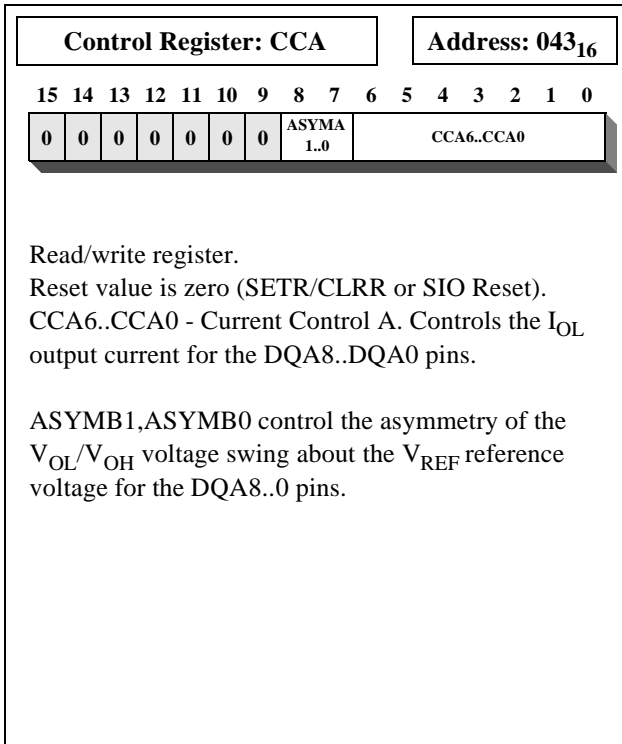 Control Register: CCA
Address: 043₁₆
15 14 13 12 11 10 9 8 7 6 5 4 3 2 1 0
0 0 0 0 0 0 0 ASYMA 1..0 CCA6..CCA0
Read/write register.
Reset value is zero (SETR/CLRR or SIO Reset).
CCA6..CCA0 - Current Control A. Controls the I_OL
output current for the DQA8..DQA0 pins.
ASYMB1,ASYMB0 control the asymmetry of the
V_OL/V_OH voltage swing about the V_REF reference
voltage for the DQA8..0 pins.